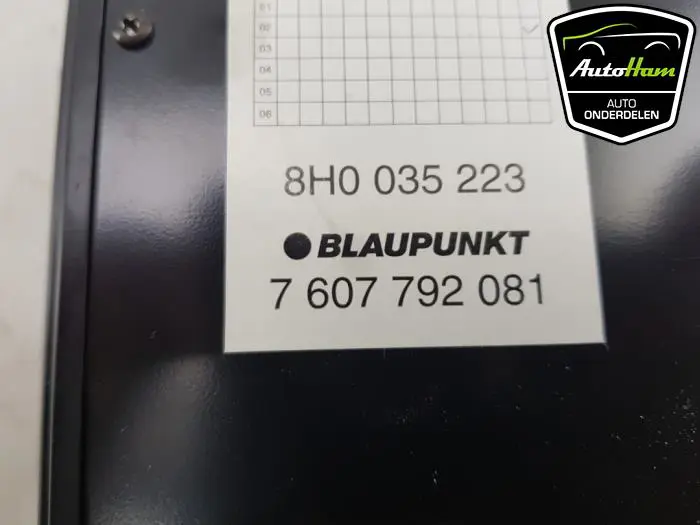 01
02
03
04
05
06
8H0 035 223
BLAUPUNKT
7 607 792 081
AutoHam
AUTO
ONDERDELEN